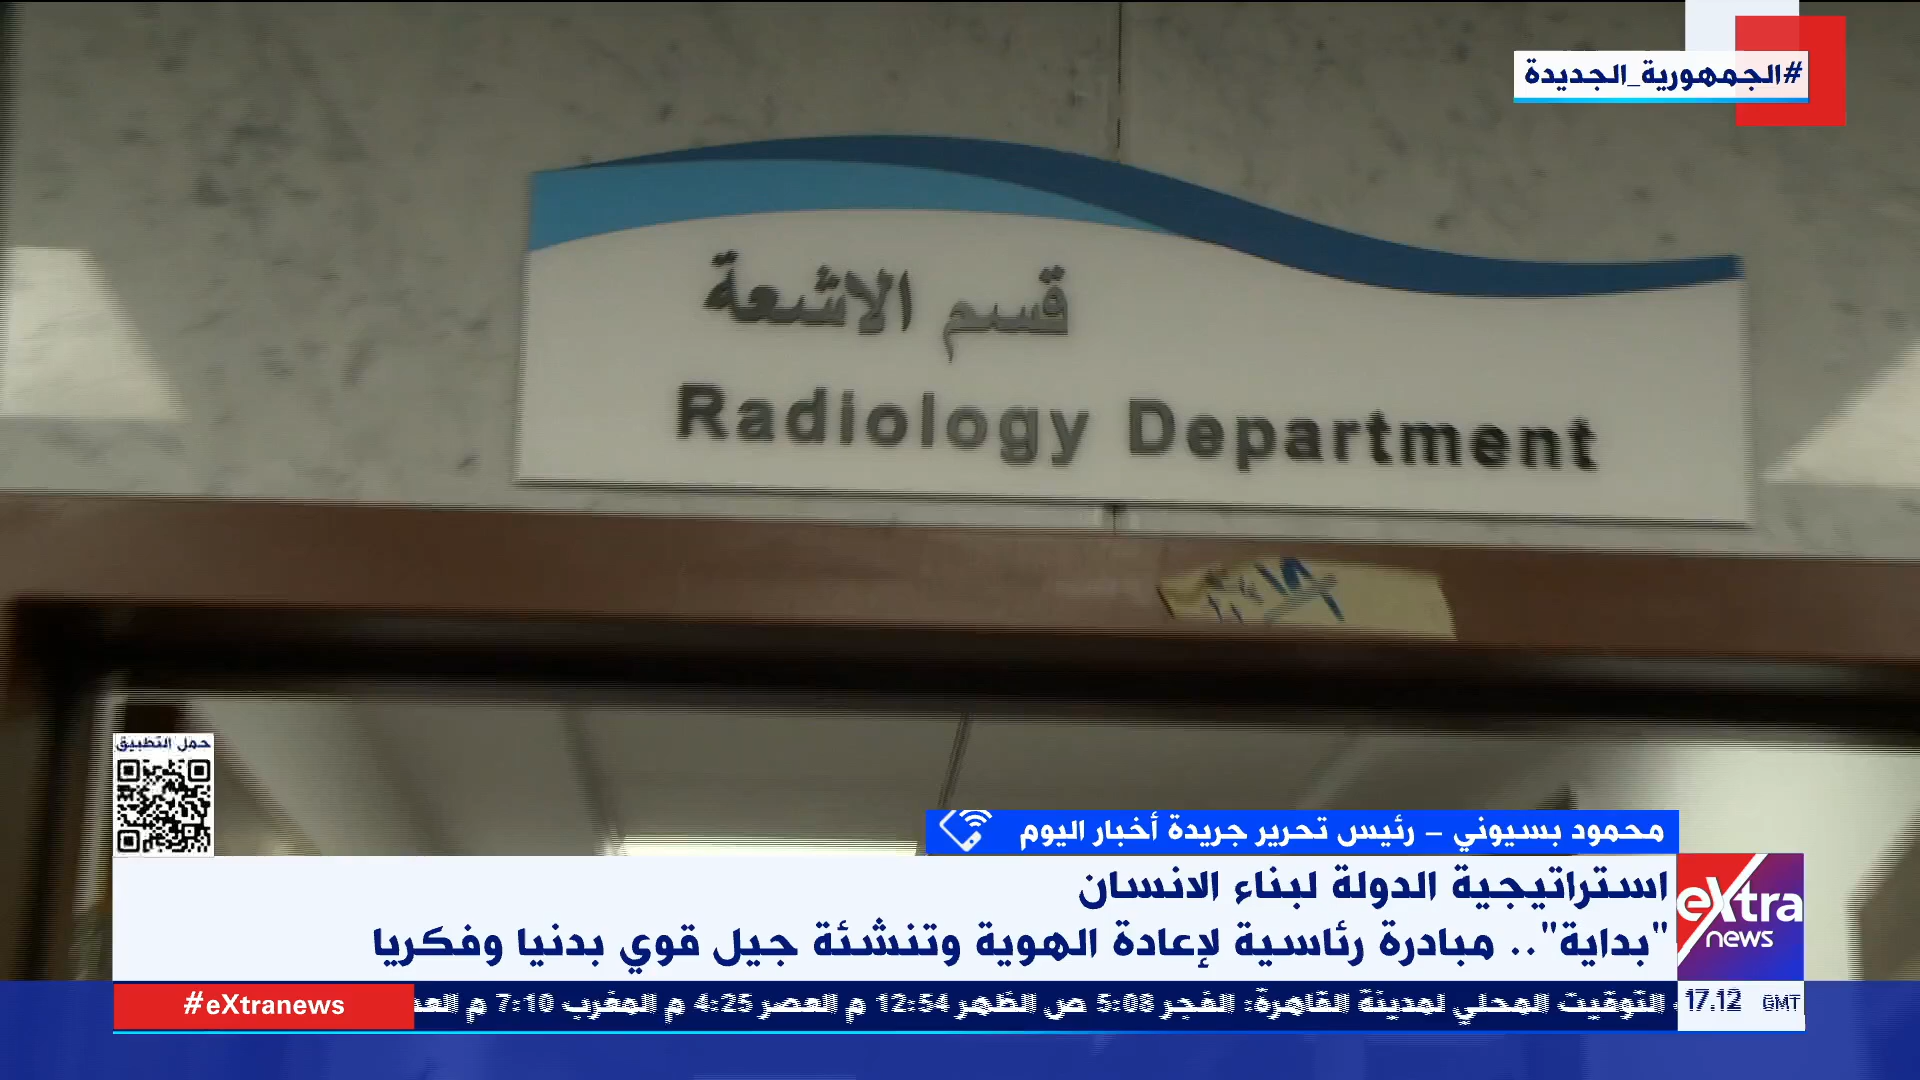 #الجمهورية_الجديدة
قسم الاشعة
Radiology Department
حمل التطبيق
محمود بسيوني – رئيس تحرير جريدة أخبار اليوم
استراتيجية الدولة لبناء الانسان
"بداية".. مبادرة رئاسية لإعادة الهوية وتنشئة جيل قوي بدنيا وفكريا
eXtra news
#eXtranews
التوقيت المحلي لمدينة القاهرة: الفجر 5:08 ص الظهر 12:54 م العصر 4:25 م المغرب 7:10 م
17.12 GMT